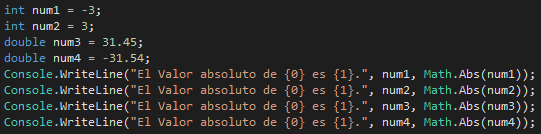 int num1 = -3;
int num2 = 3;
double num3 = 31.45;
double num4 = -31.54;
Console.WriteLine("El Valor absoluto de {0} es {1}.", num1, Math.Abs(num1));
Console.WriteLine("El Valor absoluto de {0} es {1}.", num2, Math.Abs(num2));
Console.WriteLine("El Valor absoluto de {0} es {1}.", num3, Math.Abs(num3));
Console.WriteLine("El Valor absoluto de {0} es {1}.", num4, Math.Abs(num4));